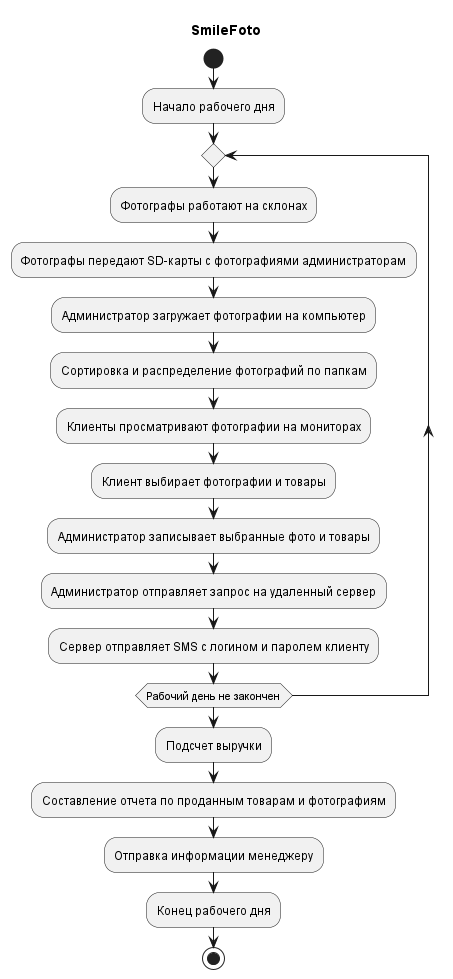 SmileFoto
Начало рабочего дня
Фотографы работают на склонах
Фотографы передают SD-карты с фотографиями администраторам
Администратор загружает фотографии на компьютер
Сортировка и распределение фотографий по папкам
Клиенты просматривают фотографии на мониторах
Клиент выбирает фотографии и товары
Администратор записывает выбранные фото и товары
Администратор отправляет запрос на удаленный сервер
Сервер отправляет SMS с логином и паролем клиенту
Рабочий день не закончен
Подсчет выручки
Составление отчета по проданным товарам и фотографиям
Отправка информации менеджеру
Конец рабочего дня